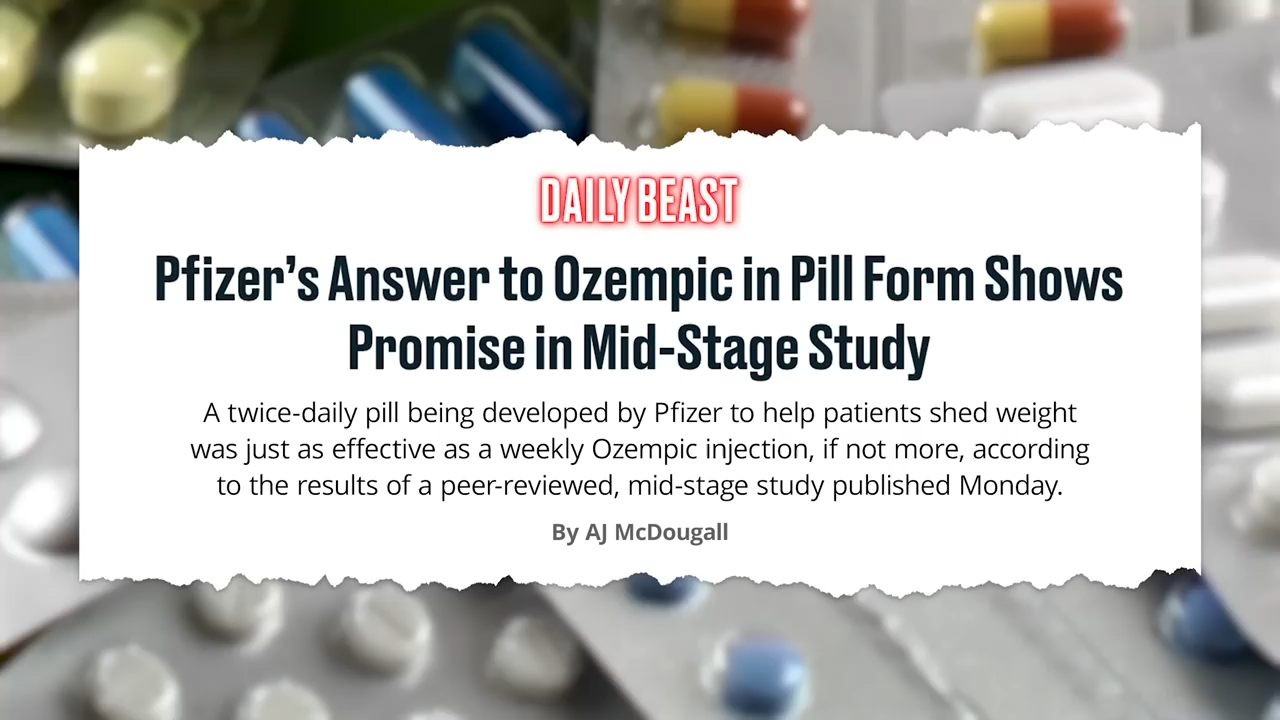 DAILY BEAST
Pfizer’s Answer to Ozempic in Pill Form Shows
Promise in Mid-Stage Study
A twice-daily pill being developed by Pfizer to help patients shed weight
was just as effective as a weekly Ozempic injection, if not more, according
to the results of a peer-reviewed, mid-stage study published Monday.
By AJ McDougall